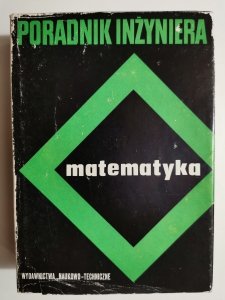 PORADNIK INŻYNIERA
matematyka
WYDAWNICTWA NAUKOWO-TECHNICZNE